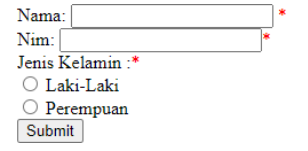 Nama: *
Nim: *
Jenis Kelamin :*
Laki-Laki
Perempuan
Submit